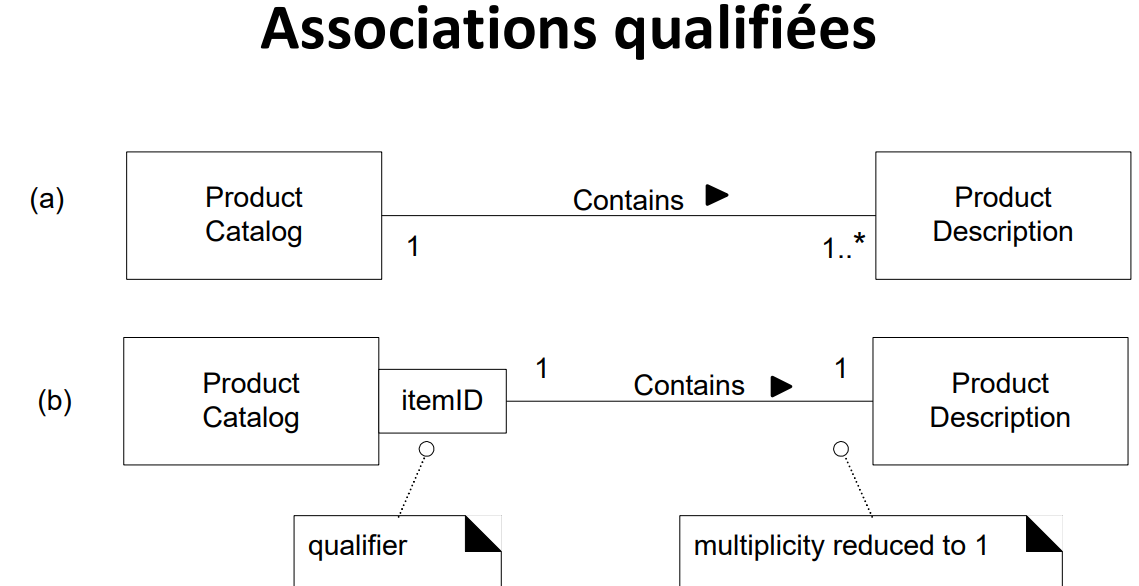 Associations qualifiées
(a)
Product
Catalog
Contains
1
1..*
Product
Description
(b)
Product
Catalog
itemID
1
Contains
1
Product
Description
qualifier
multiplicity reduced to 1